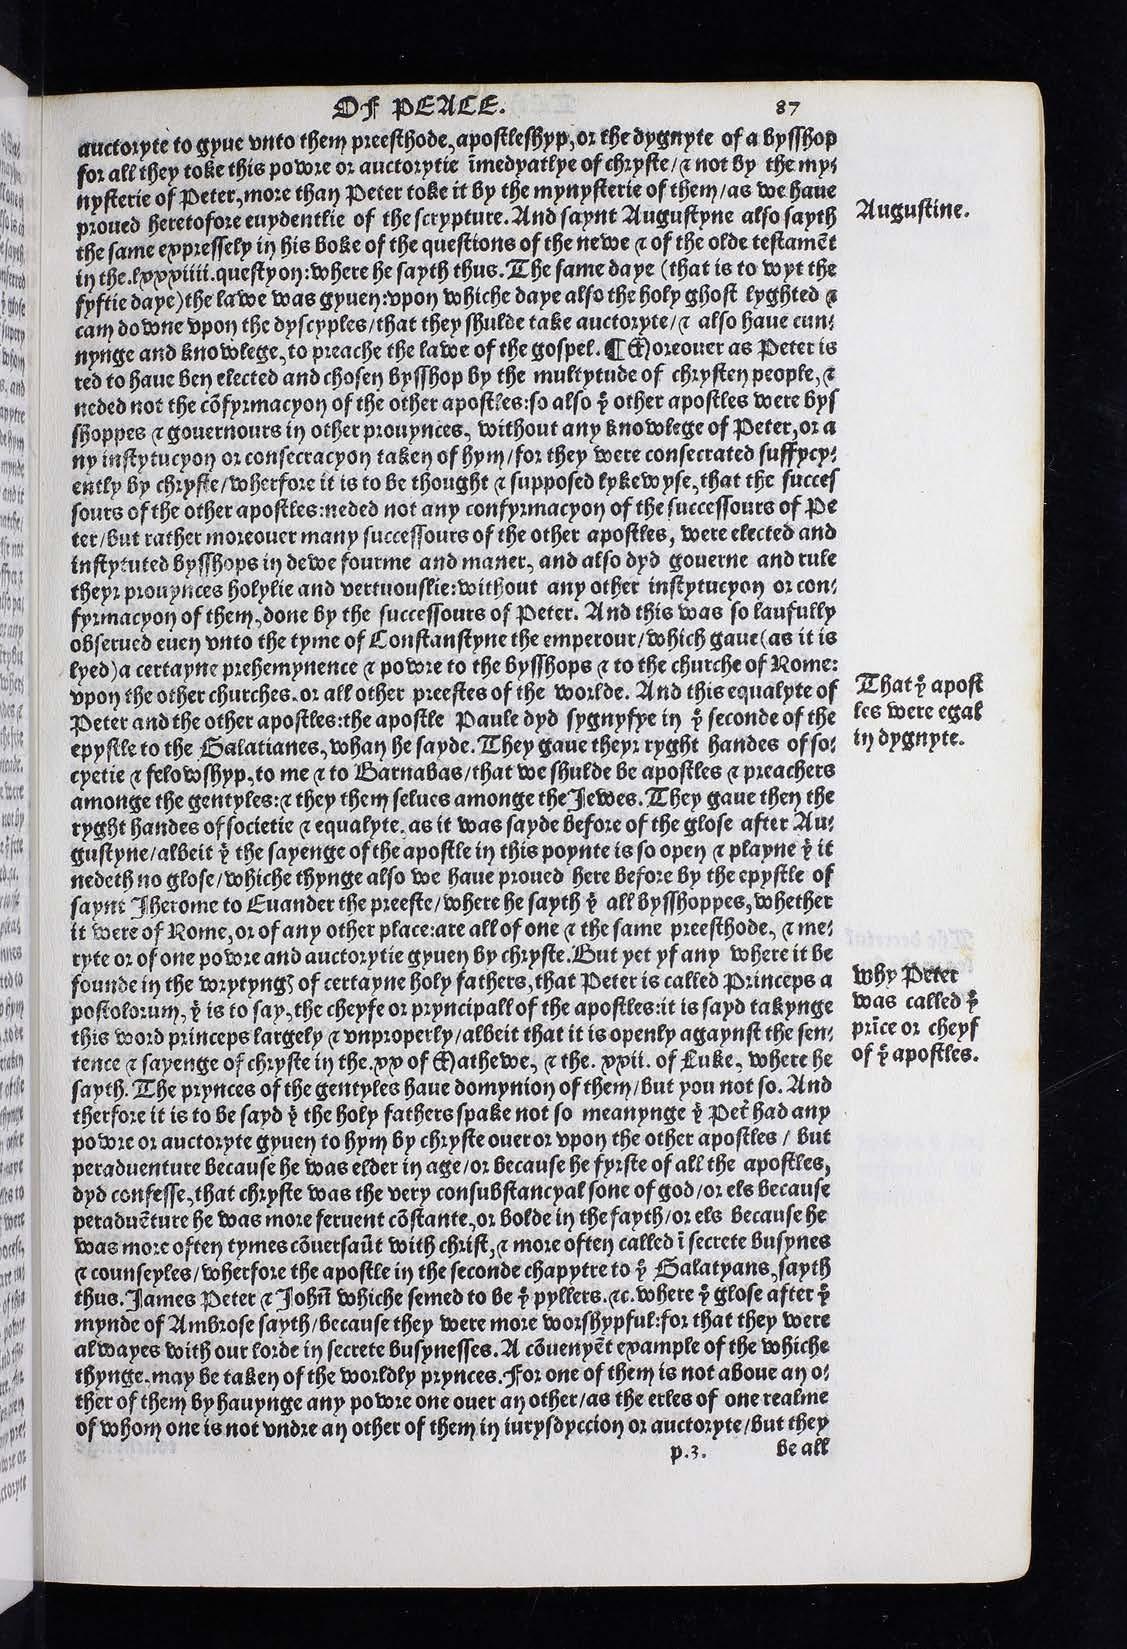 OF PEACE. 87
auctoryte to gyue vnto them preesthode, apostleshyp, or the dygnyte of a bysshop
for all they toke this powre or auctorytie īmedyatlye of chryste/ & not by the my-
nysterie of Peter, more than Peter toke it by the mynysterie of them/ as we haue
proued heretofore euydentlie of the scrypture. And saynt Augustyne also sayth
Augustine.
the same expressely in his boke of the questions of the newe & of the olde testamēt
in the .lxxxiiii. questyon: where he sayth thus. The same daye (that is to wyt the
fyftie daye) the lawe was gyuen: vpon whiche daye also the holy ghost lyghted &
cam downe vpon the dyscyples/ that they shulde take auctoryte/ & also haue cun-
nynge and knowlege, to preache the lawe of the gospel. ¶ Moreouer as Peter is
red to haue ben elected and chosen bysshop by the multytude of chrysten people, &
neded not the cōfyrmacyon of the other apostles: so also yͤ other apostles were bys
shoppes & gouernours in other prouynces, without any knowlege of Peter, or a
ny instytucyon or consecracyon taken of hym/ for they were consecrated suffycy-
ently by chryste/ wherfore it is to be thought & supposed lykewyse, that the succes
sours of the other apostles: neded not any confyrmacyon of the successours of Pe
ter/ but rather moreouer many successours of the other apostles, were elected and
instytuted bysshops in dewe fourme and maner, and also dyd gouerne and rule
theyr prouynces holylie and vertuouslie: without any other instytucyon or con-
fyrmacyon of them, done by the successours of Peter. And this was so laufully
obserued euen vnto the tyme of Constanstyne the emperour/ which gaue (as it is
lyed) a certayne prehemynence & powre to the bysshops & to the churche of Rome:
vpon the other churches. or all other preestes of the worlde. And this equalyte of
Peter and the other apostles: the apostle Paule dyd sygnyfye in yͤ seconde of the
epystle to the Galatianes, whan he sayde. They gaue theyr ryght handes of so-
That yͤ apost
les were egal
in dygnyte.
cyetie & felowshyp, to me & to Barnabas/ that we shulde be apostles & preachers
amonge the gentyles: & they them selues amonge the Jewes. They gaue then the
ryght handes of societie & equalyte. as it was sayde before of the glose after Au-
gustyne/ albeit yͭ the sayenge of the apostle in this poynte is so open & playne yͭ it
nedeth no glose/ whiche thynge also we haue proued here before by the epystle of
saynt Jherome to Euander the preeste/ where he sayth yͭ all bysshoppes, whether
it were of Rome, or of any other place: are all of one & the same preesthode, & me-
ryte or of one powre and auctorytie gyuen by chryste. But yet yf any where it be
founde in the wrytyngs of certayne holy fathers, that Peter is called Princeps a
postolorum, yͭ is to say, the cheyfe or pryncipall of the apostles: it is sayd takynge
this word princeps largely & vnproperly/ albeit that it is openly agaynst the sen-
tence & sayenge of chryste in the .xx of Mathewe, & the. xxii. of Luke, where he
Why Peter
was called yͤ
prīce or cheyf
of yͤ apostles.
sayth. The prynces of the gentyles haue domynion of them/ but you not so. And
therfore it is to be sayd yͭ the holy fathers spake not so meanynge yͭ Pet̄ had any
powre or auctoryte gyuen to hym by chryste ouer or vpon the other apostles/ but
peraduenture because he was elder in age/ or because he fyrste of all the apostles,
dyd confesse, that chryste was the very consubstancyal sone of god/ or els because
peraduēture he was more feruent cōstante, or bolde in the fayth/ or els because he
was more often tymes cōuersaūt with christ, & more often called ī secrete busynes
& counseyles/ wherfore the apostle in the seconde chapytre to yͤ Galatyans, sayth
thus. James Peter & Johñ whiche semed to be yͤ pyllers. &c. where yͤ glose after yͤ
mynde of Ambrose sayth/ because they were more worshypful: for that they were
alwayes with our lorde in secrete busynesses. A cōuenyēt example of the whiche
thynge. may be taken of the worldly prynces. For one of them is not aboue an o-
ther of them by hauynge any powre one ouer an other/ as the erles of one realme
of whom one is not vndre an other of them in iurysdyccion or auctoryte/ but they
p.3. be all